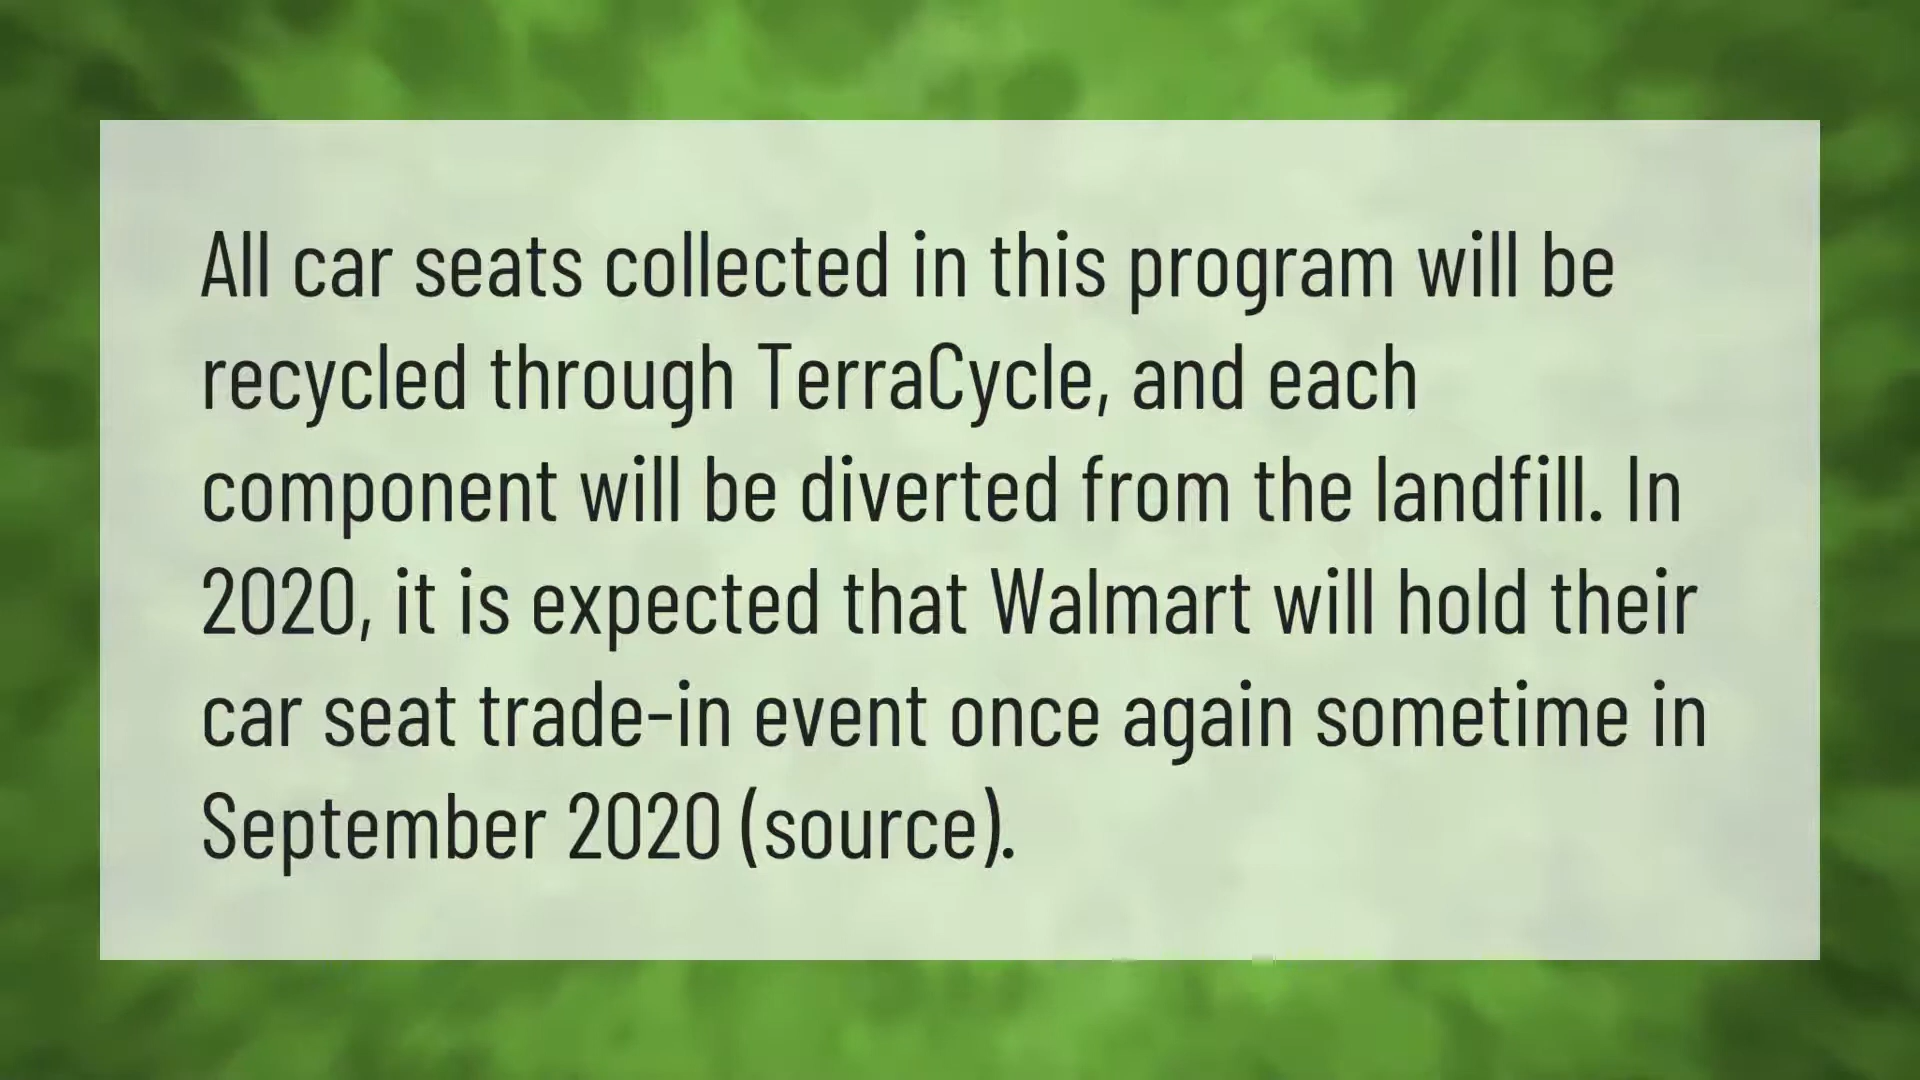 All car seats collected in this program will be
recycled through TerraCycle, and each
component will be diverted from the landfill. In
2020, it is expected that Walmart will hold their
car seat trade-in event once again sometime in
September 2020 (source).